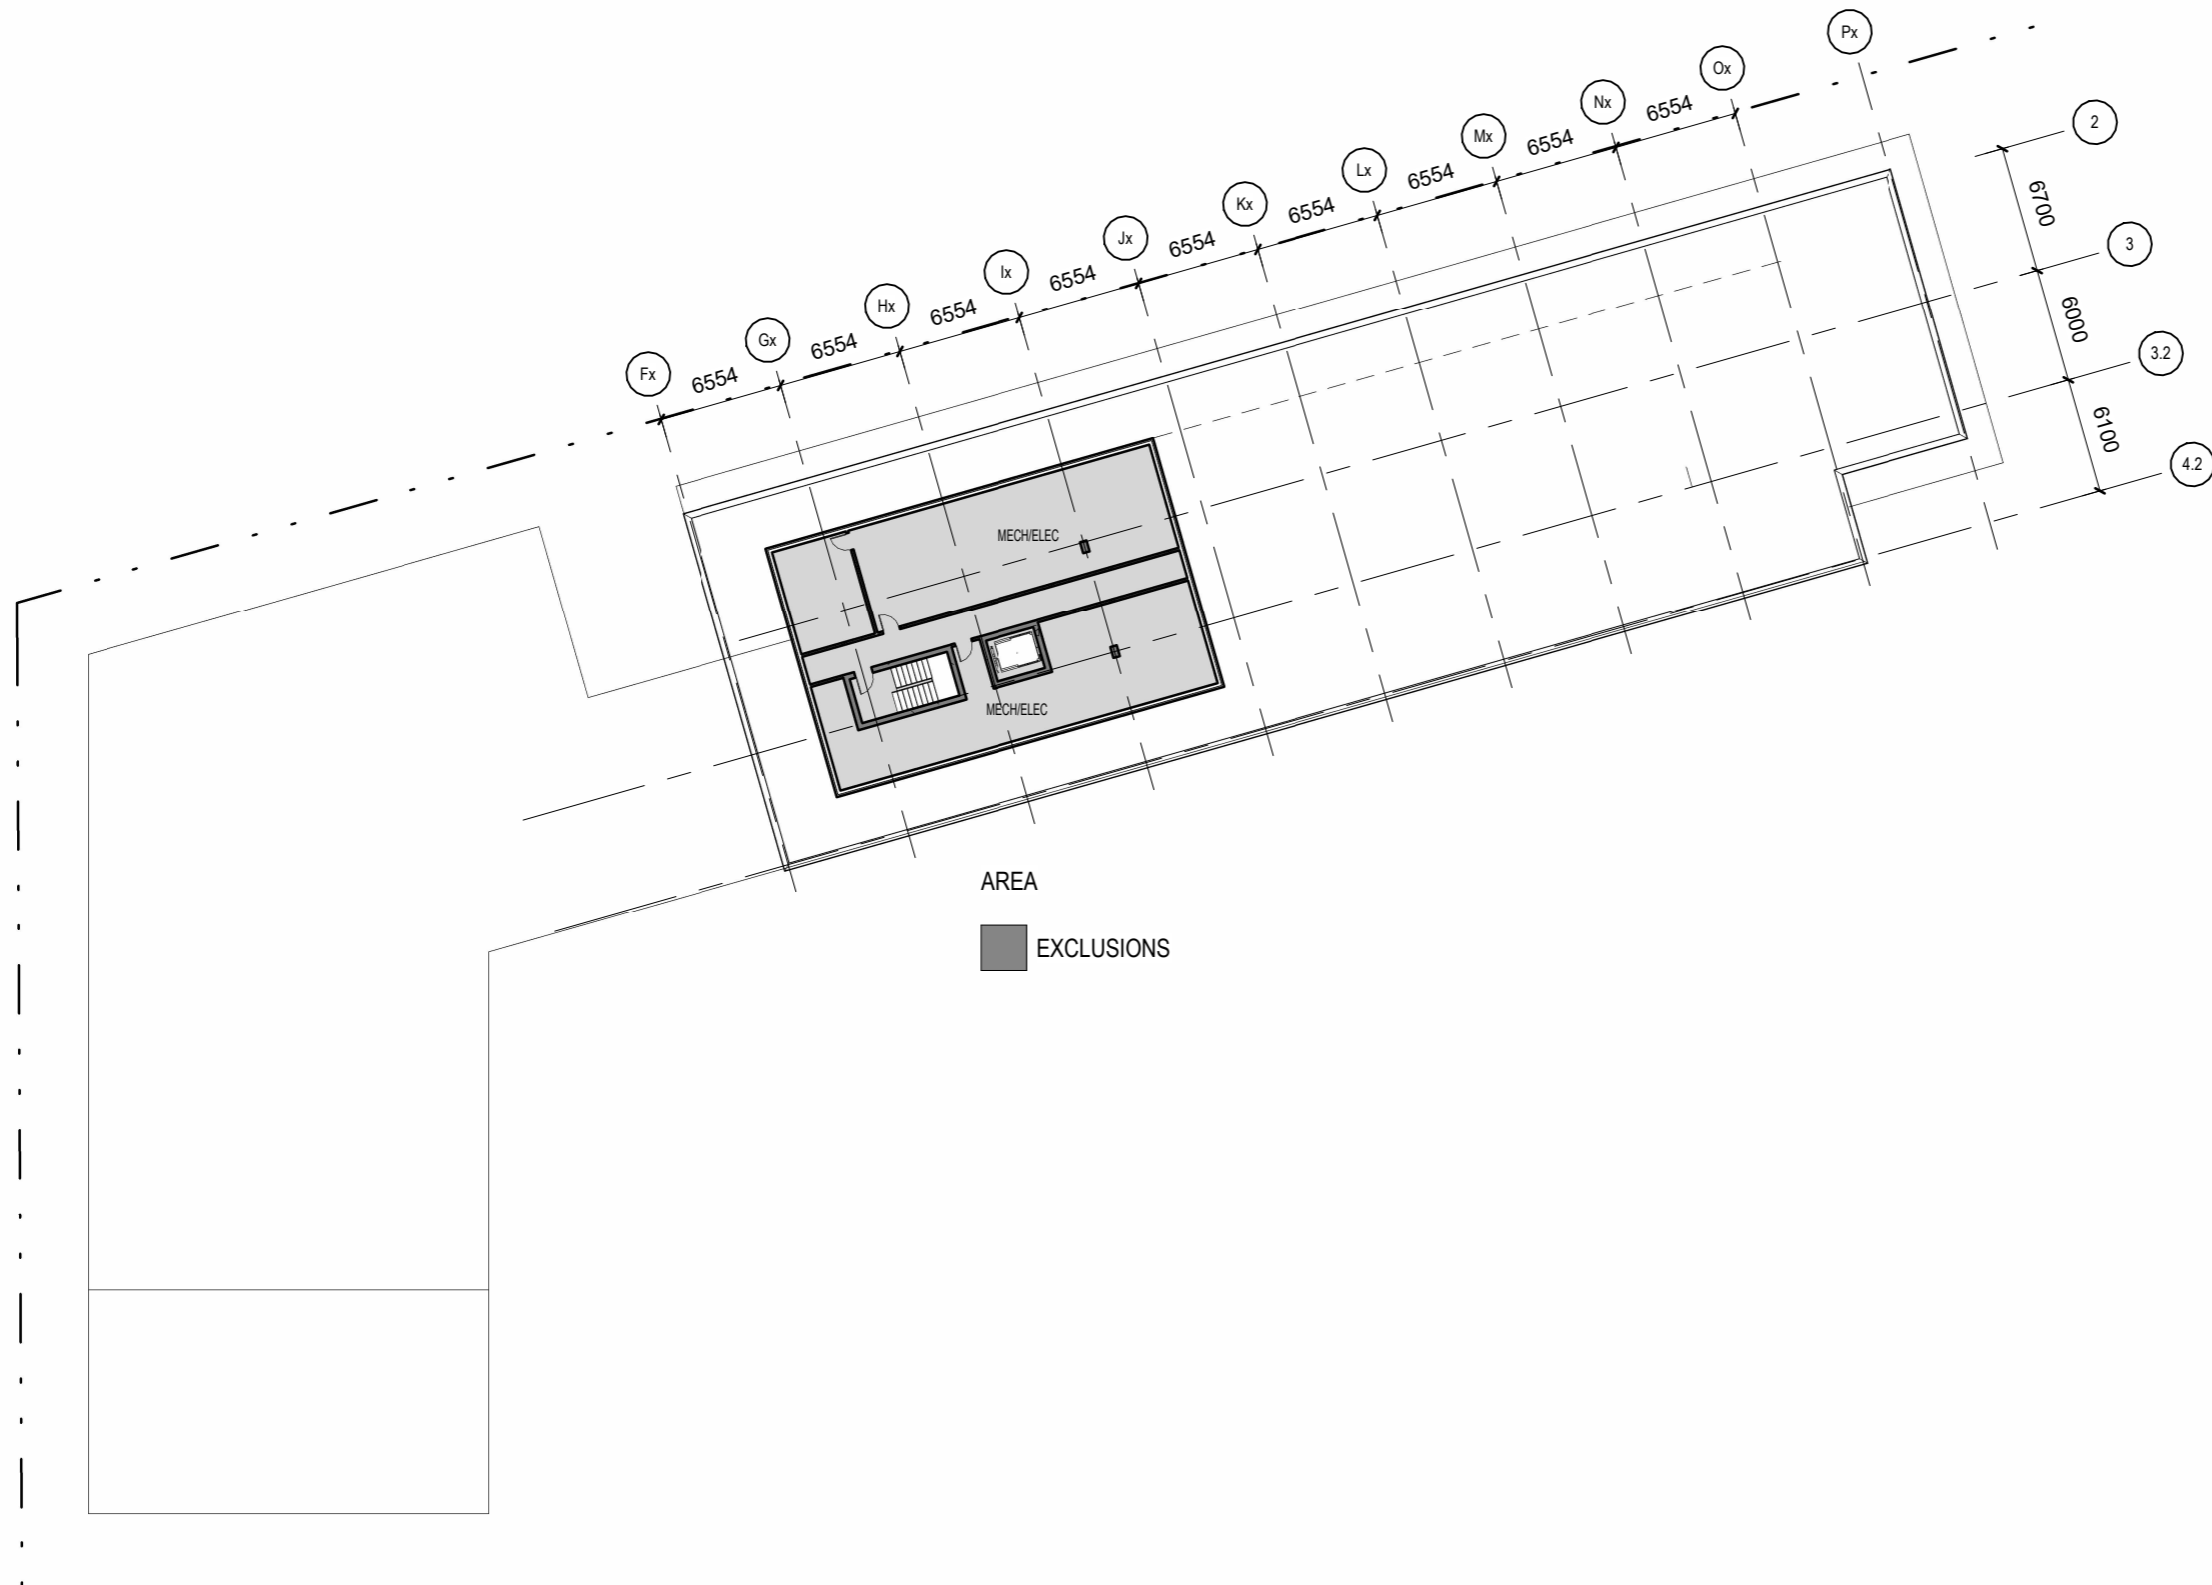 Px
Ox
Nx
Mx
Lx
Kx
Jx
Ix
Hx
Gx
Fx
6554
6554
6554
6554
6554
6554
6554
6554
6554
2
6700
3
6000
3.2
6100
4.2
MECH/ELEC
MECH/ELEC
AREA
EXCLUSIONS